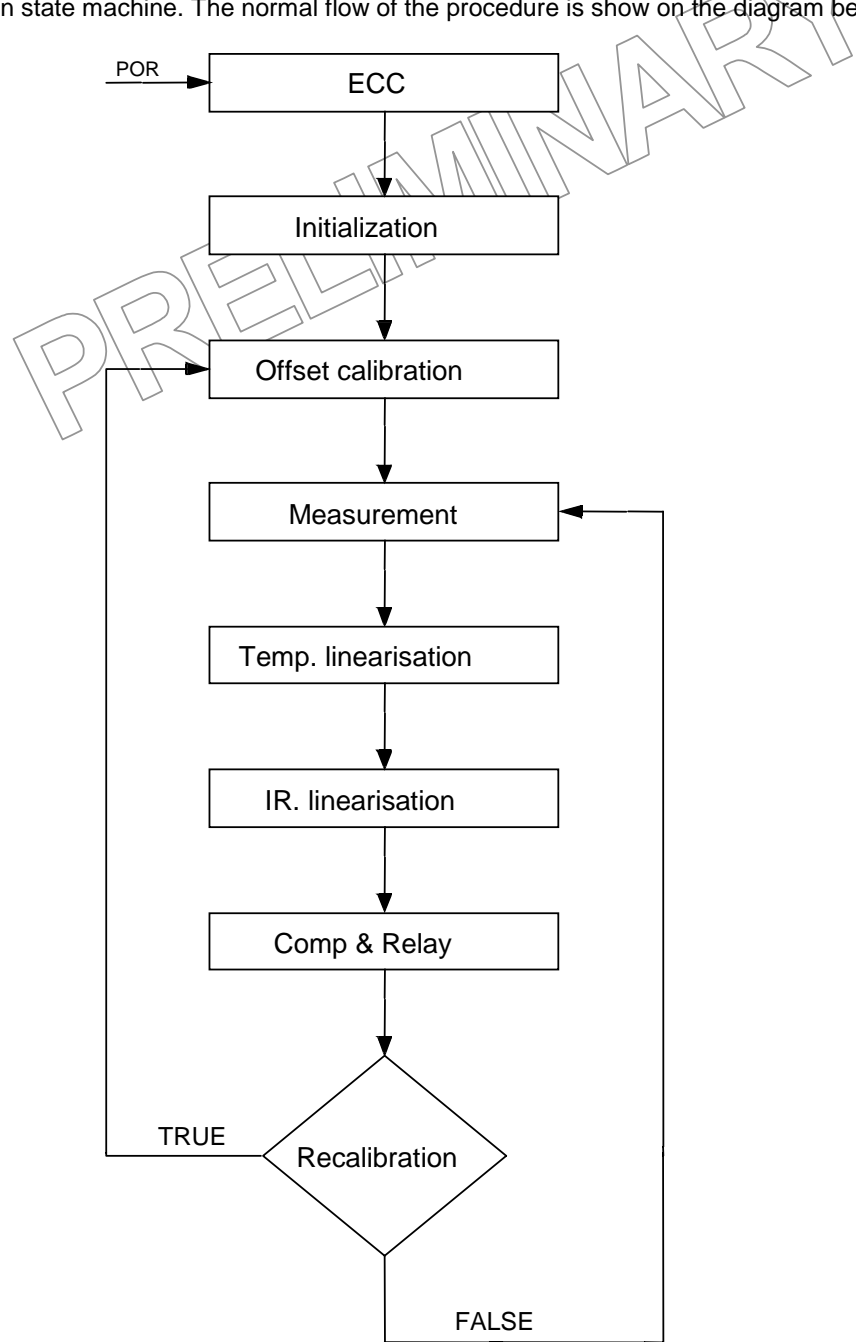 n state machine. The normal flow of the procedure is show on the diagram be
PRELIMINARY
POR
ECC
Initialization
Offset calibration
Measurement
Temp. linearisation
IR. linearisation
Comp & Relay
TRUE
Recalibration
FALSE